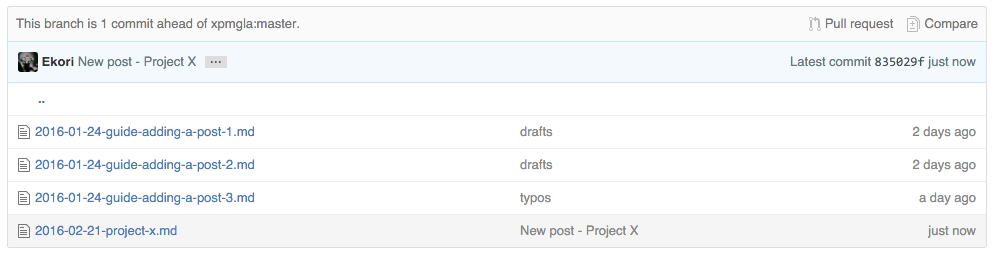 This branch is 1 commit ahead of xpmgla:master. Pull request Compare
Ekori New post - Project X ... Latest commit 835029f just now
..
2016-01-24-guide-adding-a-post-1.md drafts 2 days ago
2016-01-24-guide-adding-a-post-2.md drafts 2 days ago
2016-01-24-guide-adding-a-post-3.md typos a day ago
2016-02-21-project-x.md New post - Project X just now